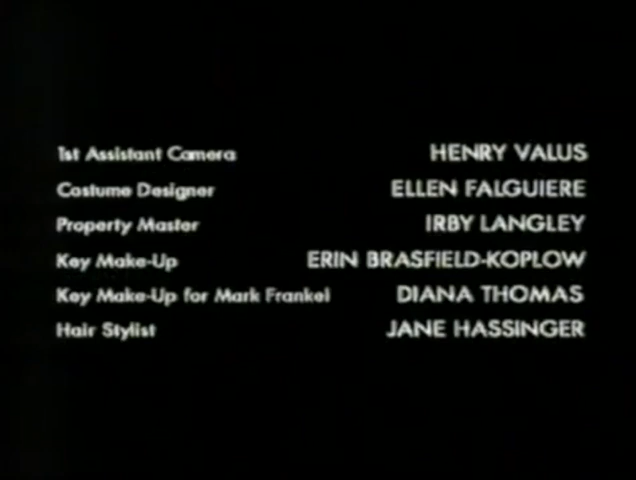 1st Assistant Camera HENRY VALUS
Costume Designer ELLEN FALGUIERE
Property Master IRBY LANGLEY
Key Make-Up ERIN BRASFIELD-KOPLOW
Key Make-Up for Mark Frankel DIANA THOMAS
Hair Stylist JANE HASSINGER